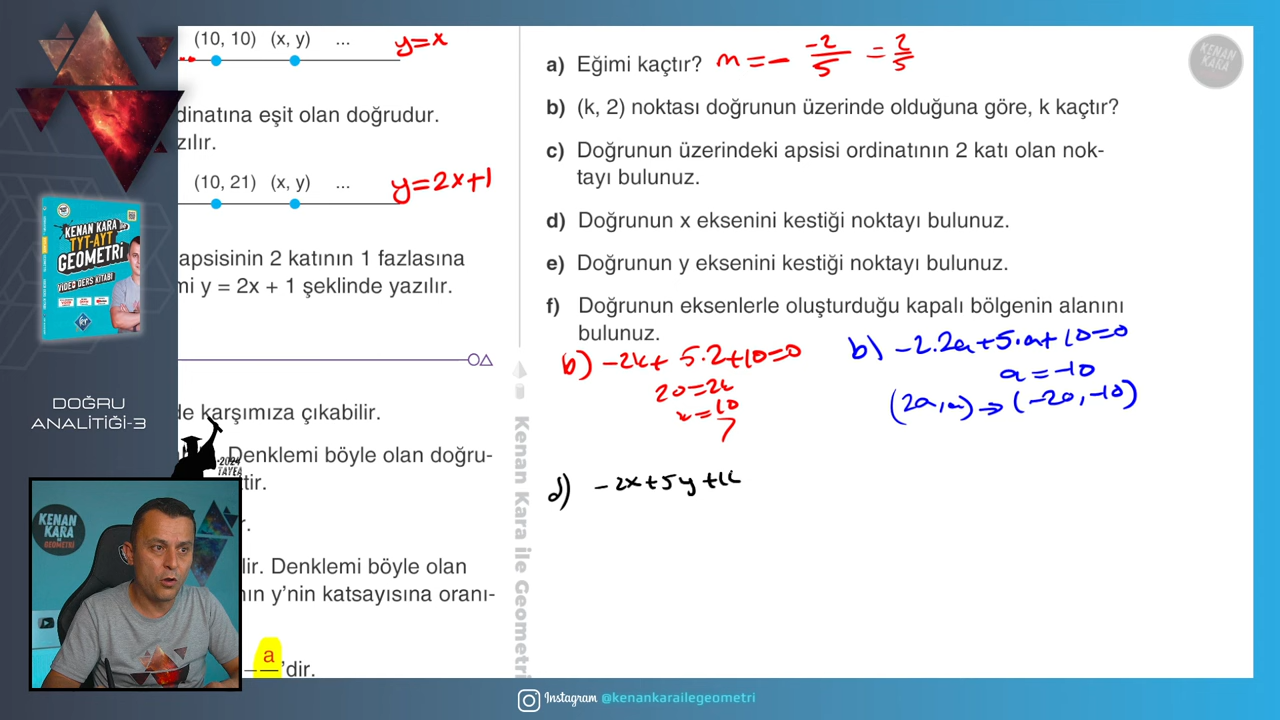 (10, 10) (x, y) ... y=x
dinatına eşit olan doğrudur.
zılır.
(10, 21) (x, y) ... y=2x+1
apsisinin 2 katının 1 fazlasına
mi y = 2x + 1 şeklinde yazılır.
de karşımıza çıkabilir.
Denklemi böyle olan doğru-
ttir.
r.
lir. Denklemi böyle olan
nın y'nin katsayısına oranı-
– a 'dir.
a) Eğimi kaçtır? m = - -2/5 = 2/5
b) (k, 2) noktası doğrunun üzerinde olduğuna göre, k kaçtır?
c) Doğrunun üzerindeki apsisi ordinatının 2 katı olan nok-
tayı bulunuz.
d) Doğrunun x eksenini kestiği noktayı bulunuz.
e) Doğrunun y eksenini kestiği noktayı bulunuz.
f) Doğrunun eksenlerle oluşturduğu kapalı bölgenin alanını
bulunuz.
b) -2k+ 5.2+10=0
20=2k
k=10
b) -2.2a+5.a+10=0
a=-10
(2a,a) → (-20,-10)
d) -2x+5y+1
Kenan Kara ile Geometri
KENAN KARA
KENAN KARA
TYT-AYT
GEOMETRİ
VİDEO DERS KİTABI
DOĞRU
ANALİTİĞİ-3
2024
TAYFA
KENAN
KARA
GEOMETRİ
Instagram @kenankarailegeometri